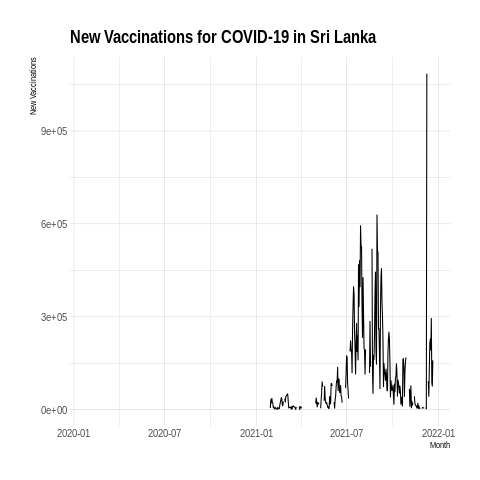 New Vaccinations for COVID-19 in Sri Lanka
New Vaccinations
9e+05
6e+05
3e+05
0e+00
2020-01
2020-07
2021-01
2021-07
2022-01
Month